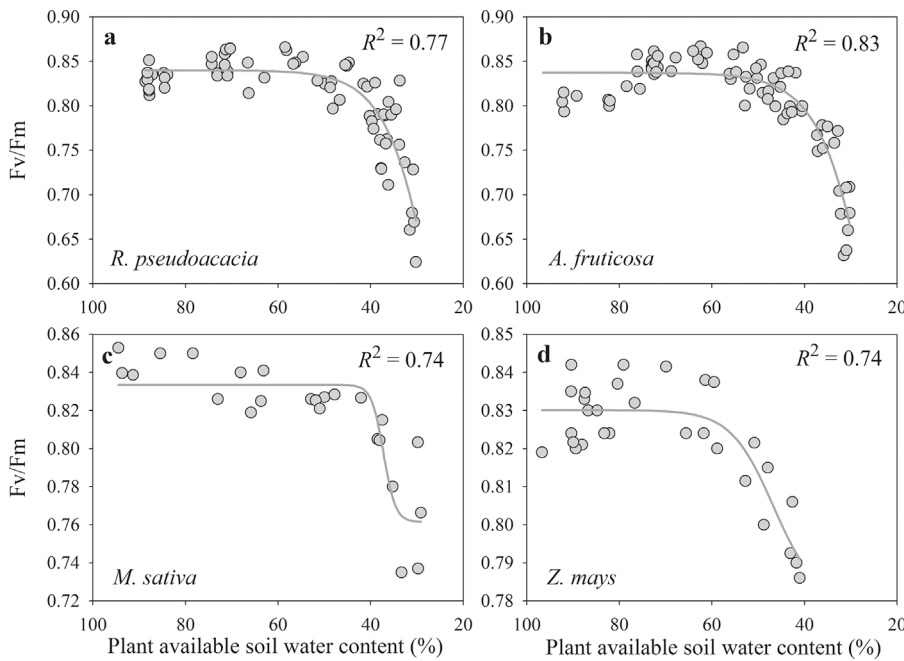 a
R² = 0.77
0.90
0.85
0.80
0.75
0.70
0.65
0.60
Fv/Fm
R. pseudoacacia
100 80 60 40 20
b
R² = 0.83
0.90
0.85
0.80
0.75
0.70
0.65
0.60
A. fruticosa
100 80 60 40 20
c
R² = 0.74
0.86
0.84
0.82
0.80
0.78
0.76
0.74
0.72
Fv/Fm
M. sativa
100 80 60 40 20
Plant available soil water content (%)
d
R² = 0.74
0.85
0.84
0.83
0.82
0.81
0.80
0.79
0.78
Z. mays
100 80 60 40 20
Plant available soil water content (%)